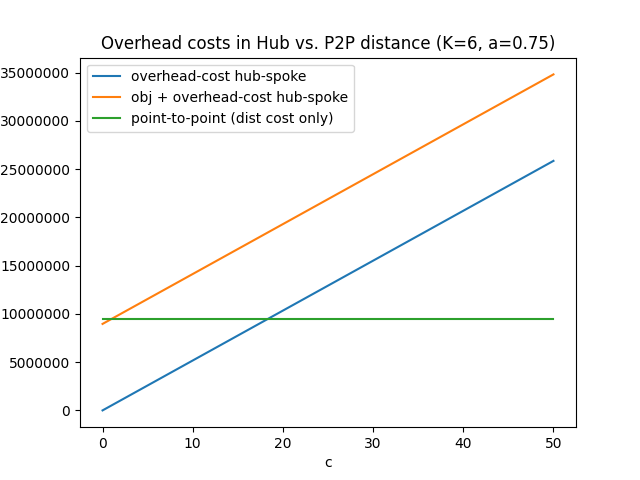 Overhead costs in Hub vs. P2P distance (K=6, a=0.75)
overhead-cost hub-spoke
obj + overhead-cost hub-spoke
point-to-point (dist cost only)
35000000
30000000
25000000
20000000
15000000
10000000
5000000
0
0 10 20 30 40 50
c